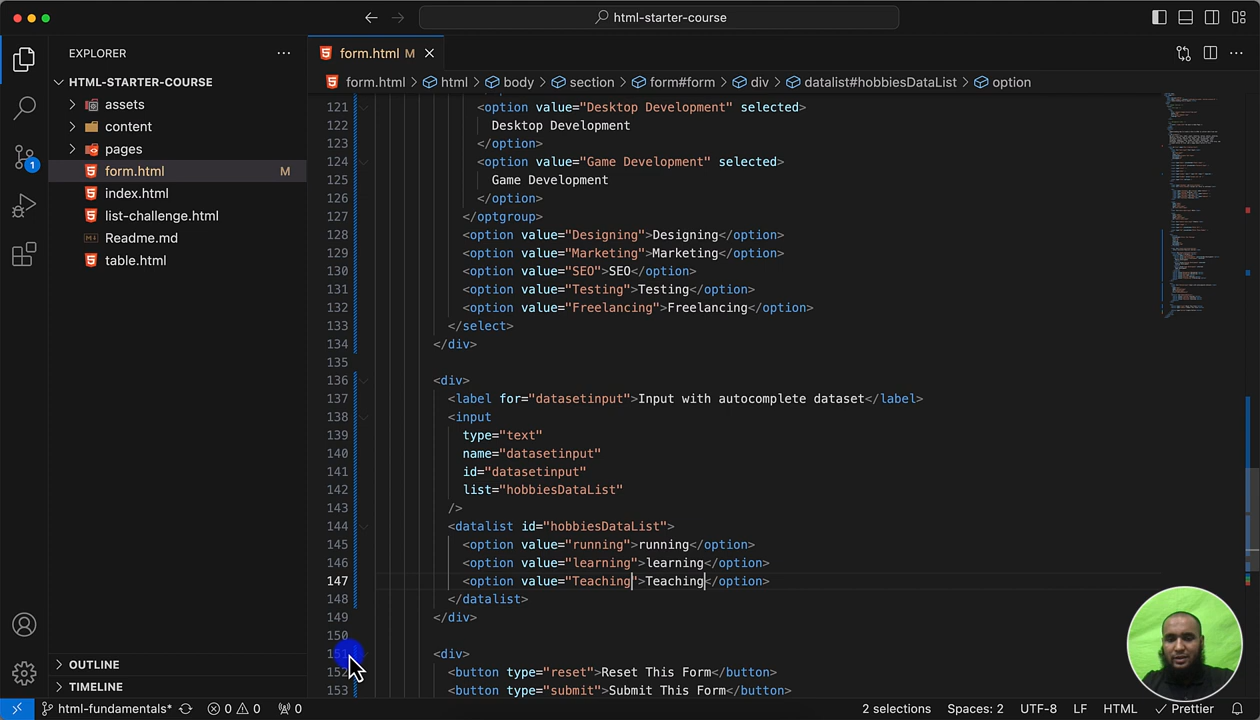 html-starter-course
EXPLORER
form.html M
HTML-STARTER-COURSE
form.html > html > body > section > form#form > div > datalist#hobbiesDataList > option
assets
content
pages
form.html M
index.html
list-challenge.html
Readme.md
table.html
1
121 <option value="Desktop Development" selected>
122 Desktop Development
123 </option>
124 <option value="Game Development" selected>
125 Game Development
126 </option>
127 </optgroup>
128 <option value="Designing">Designing</option>
129 <option value="Marketing">Marketing</option>
130 <option value="SEO">SEO</option>
131 <option value="Testing">Testing</option>
132 <option value="Freelancing">Freelancing</option>
133 </select>
134 </div>
135
136 <div>
137 <label for="datasetinput">Input with autocomplete dataset</label>
138 <input
139 type="text"
140 name="datasetinput"
141 id="datasetinput"
142 list="hobbiesDataList"
143 />
144 <datalist id="hobbiesDataList">
145 <option value="running">running</option>
146 <option value="learning">learning</option>
147 <option value="Teaching">Teaching</option>
148 </datalist>
149 </div>
150
151 <div>
152 <button type="reset">Reset This Form</button>
153 <button type="submit">Submit This Form</button>
OUTLINE
TIMELINE
html-fundamentals* 0 0 0 2 selections Spaces: 2 UTF-8 LF HTML Prettier